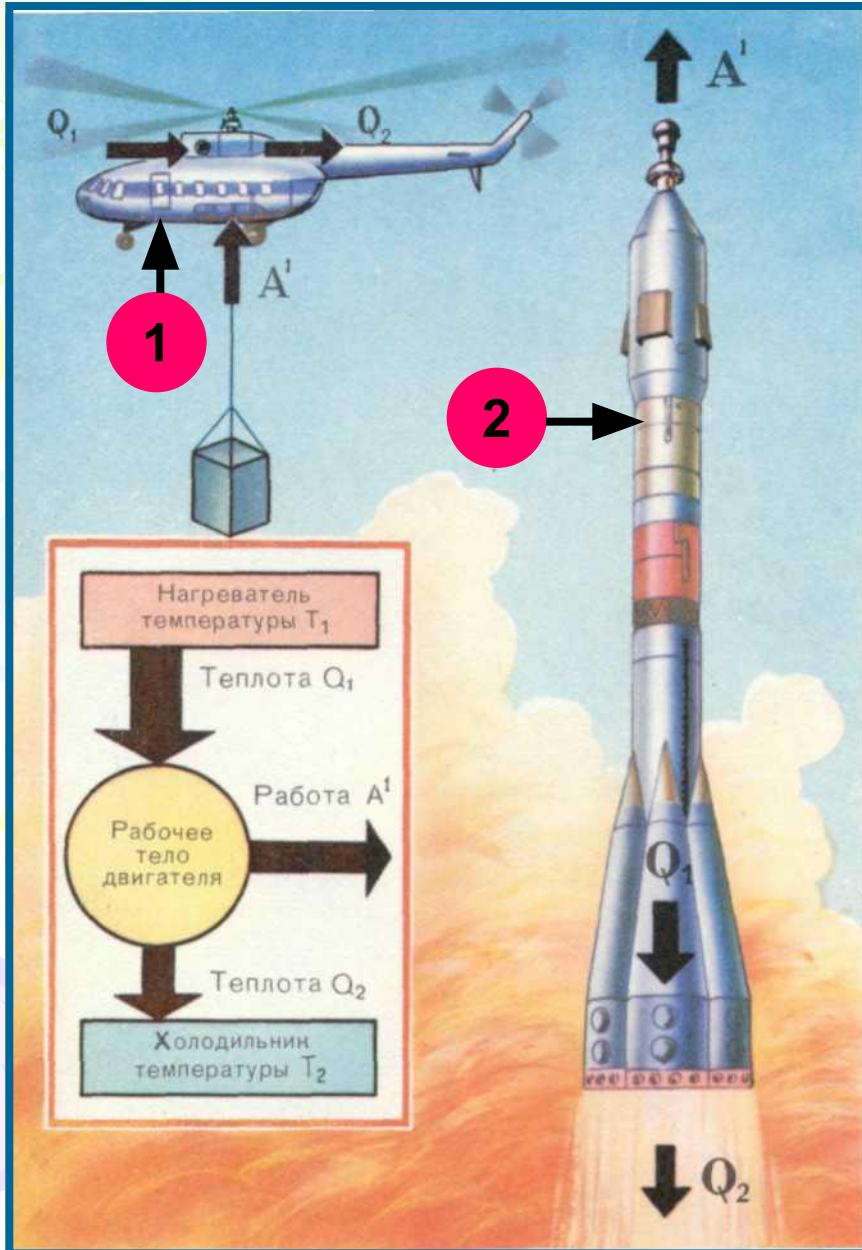 A¹
Q₁
Q₂
A¹
1
2
Нагреватель
температуры T₁
Теплота Q₁
Работа A¹
Рабочее
тело
двигателя
Теплота Q₂
Холодильник
температуры T₂
Q₁
Q₂